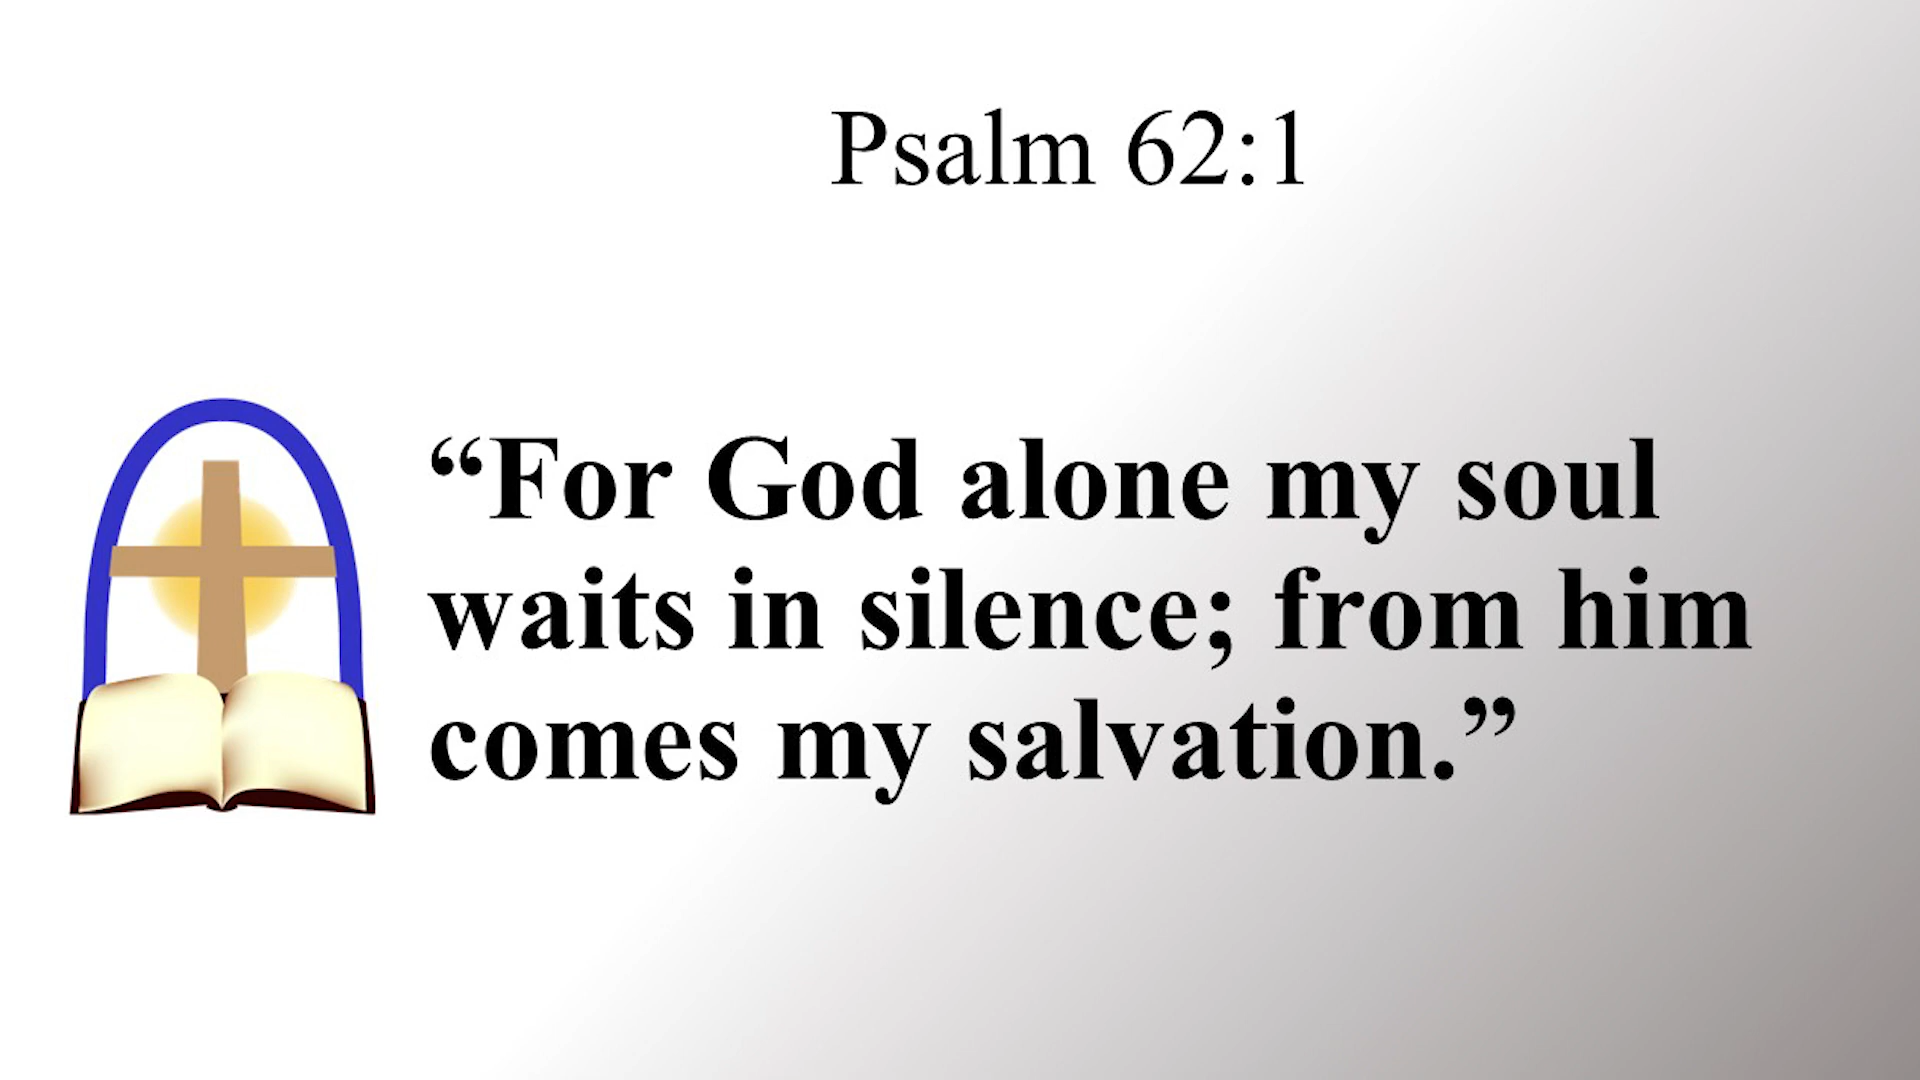 Psalm 62:1
“For God alone my soul
waits in silence; from him
comes my salvation.”